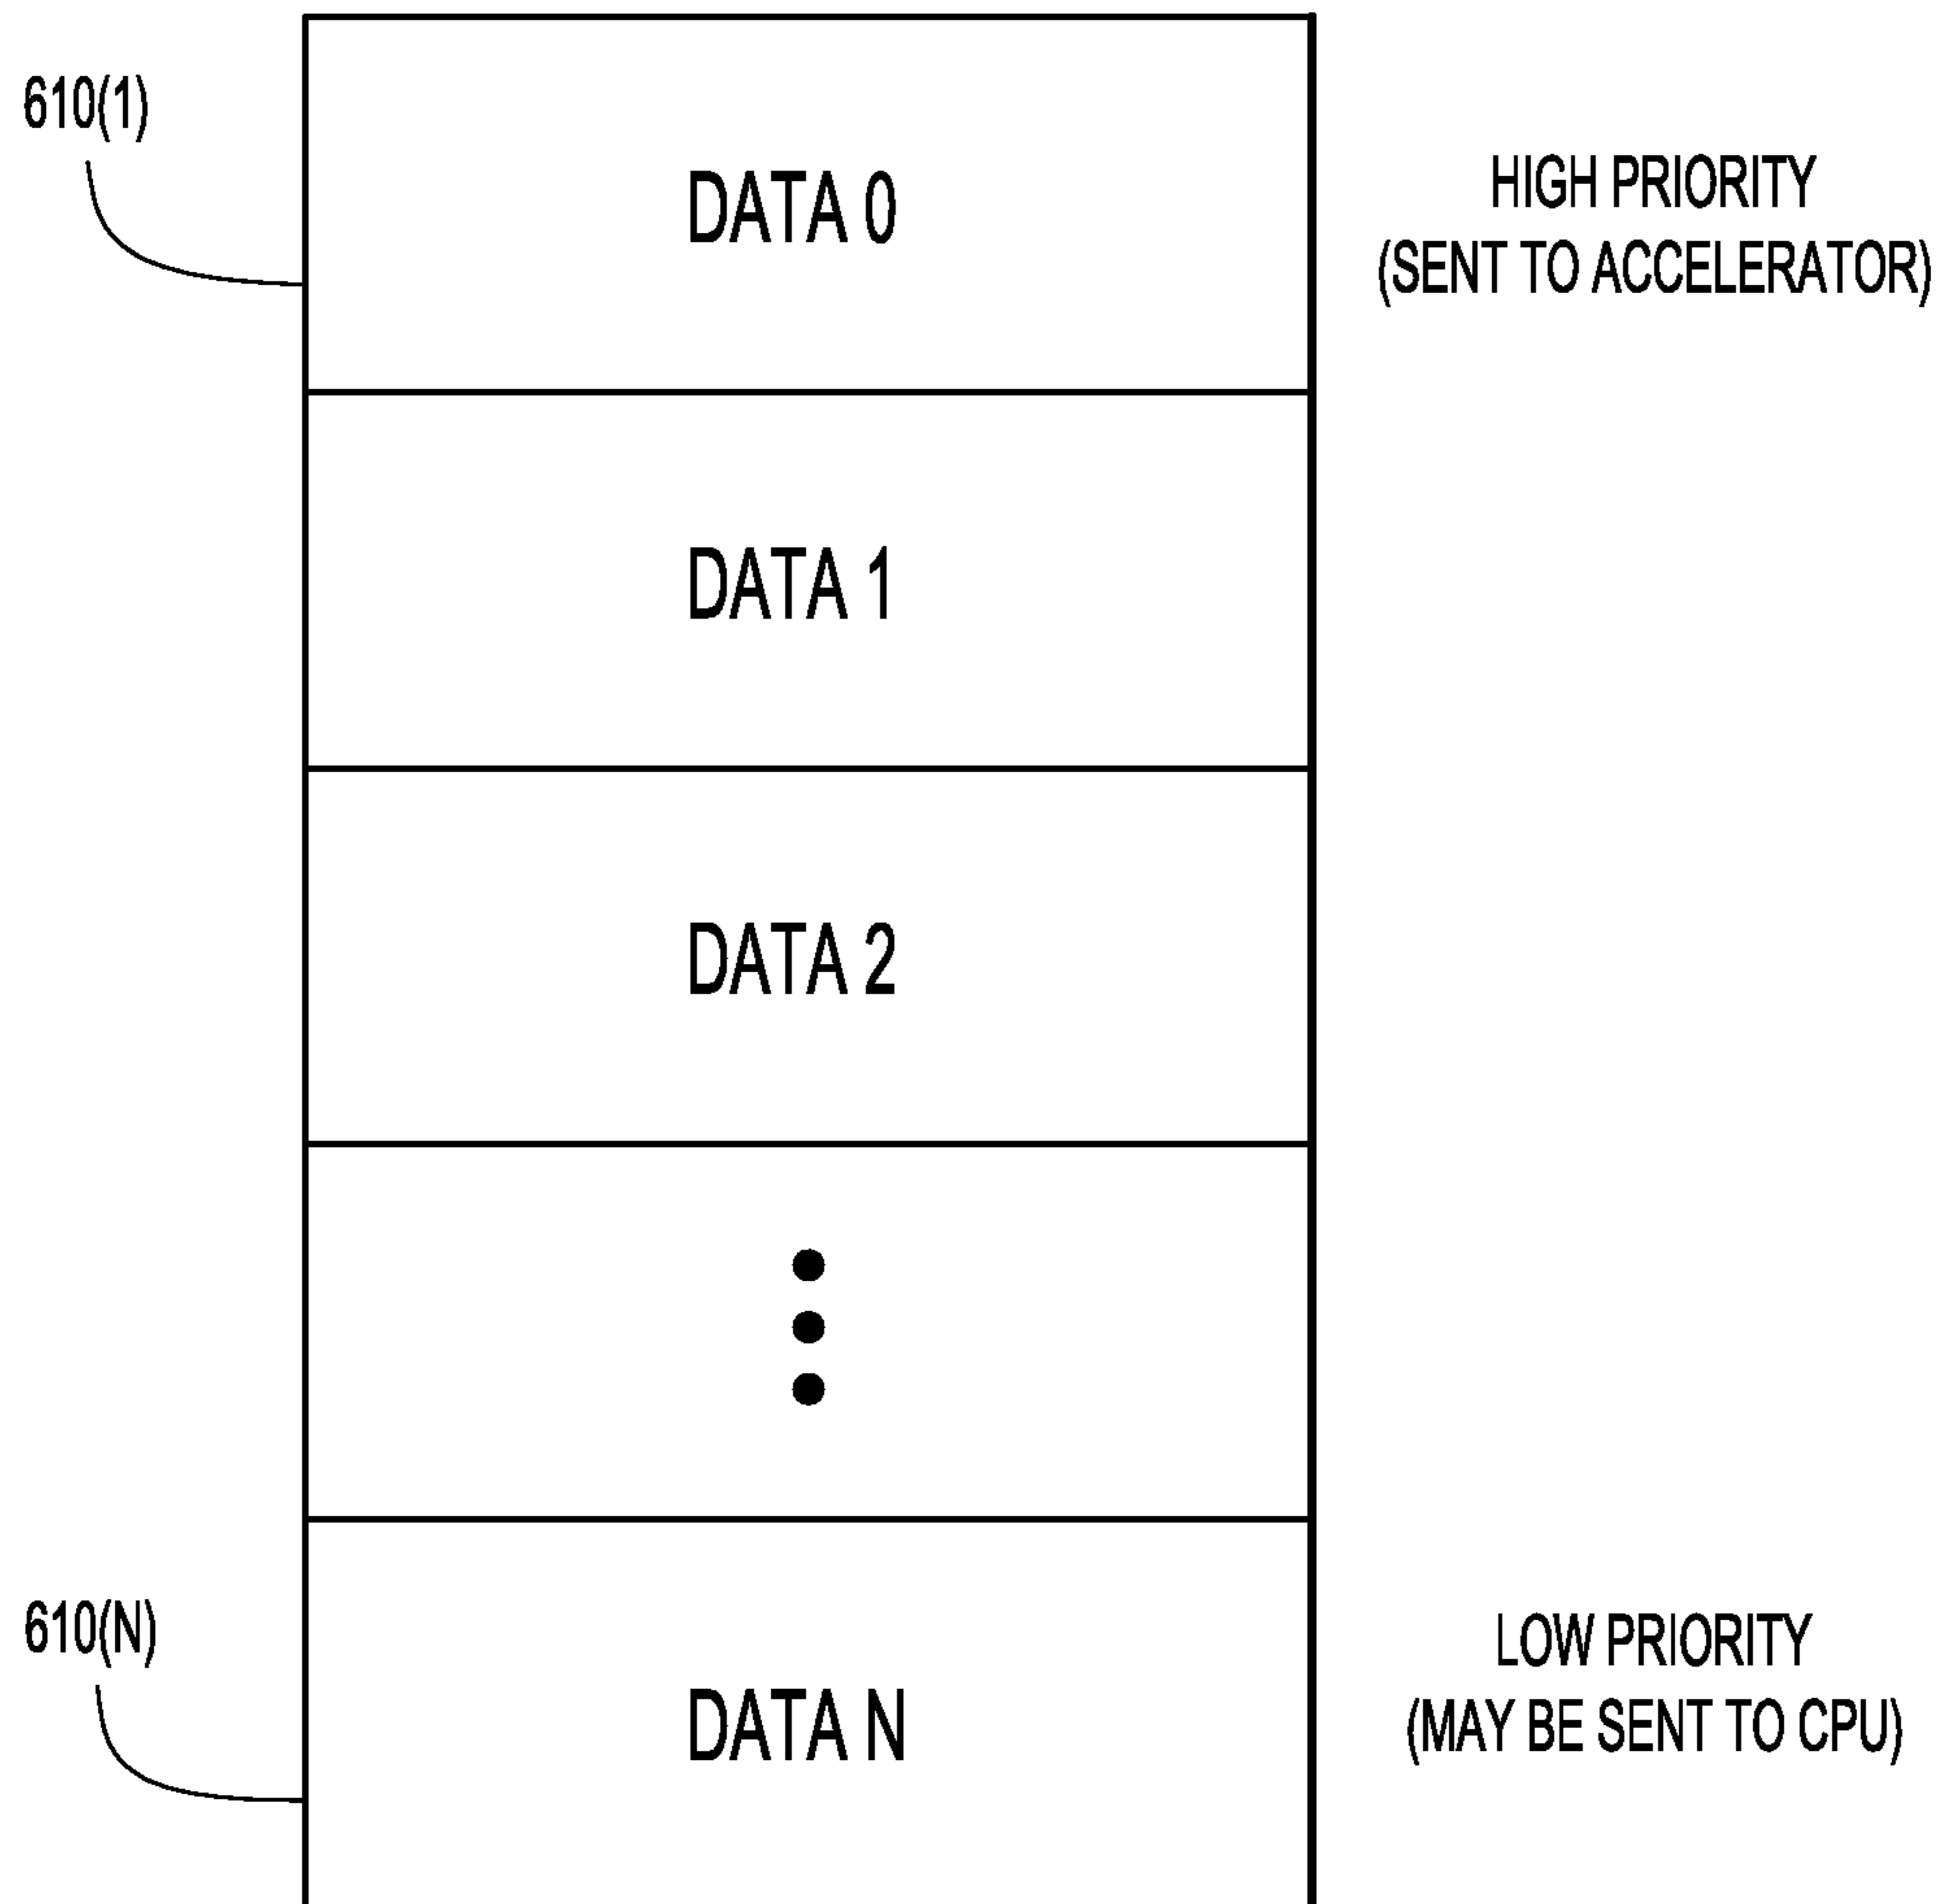 610(1)
DATA 0
HIGH PRIORITY
(SENT TO ACCELERATOR)
DATA 1
DATA 2
610(N)
DATA N
LOW PRIORITY
(MAY BE SENT TO CPU)